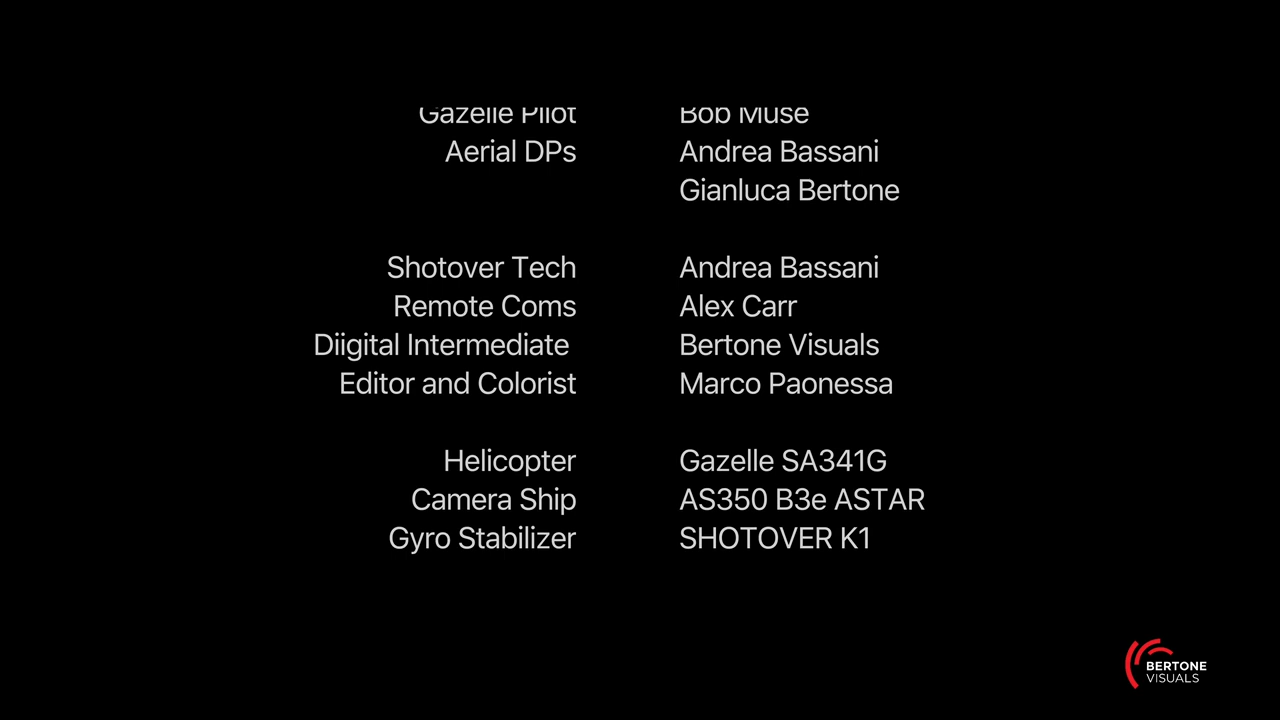 Gazelle Pilot Bob Muse
Aerial DPs Andrea Bassani
Gianluca Bertone
Shotover Tech Andrea Bassani
Remote Coms Alex Carr
Diigital Intermediate Bertone Visuals
Editor and Colorist Marco Paonessa
Helicopter Gazelle SA341G
Camera Ship AS350 B3e ASTAR
Gyro Stabilizer SHOTOVER K1
BERTONE
VISUALS